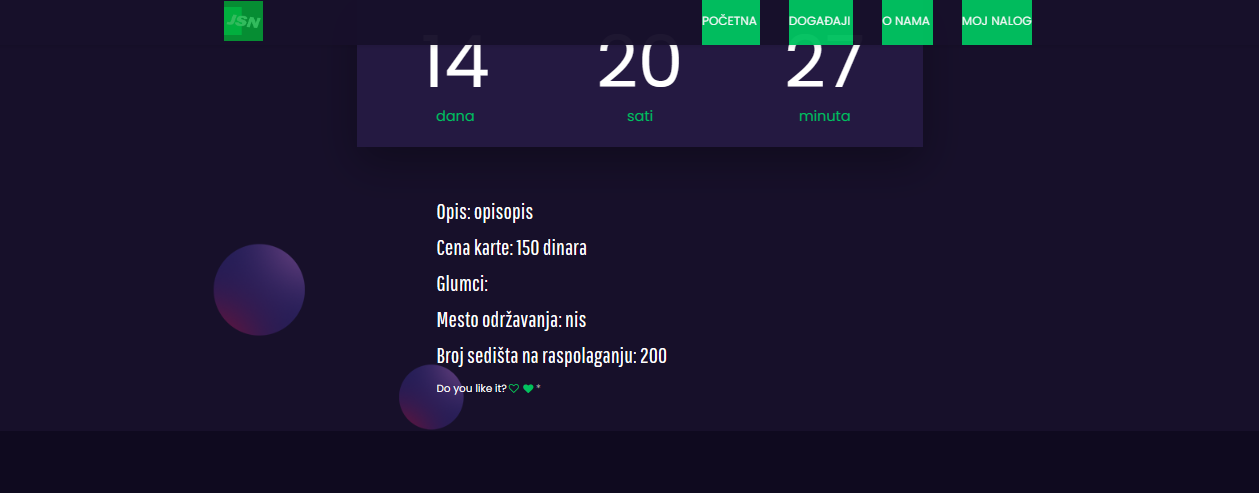 JSN
POČETNA DOGAĐAJI O NAMA MOJ NALOG
14 20 27
dana sati minuta
Opis: opisopis
Cena karte: 150 dinara
Glumci:
Mesto održavanja: nis
Broj sedišta na raspolaganju: 200
Do you like it? ♡ ♥ *